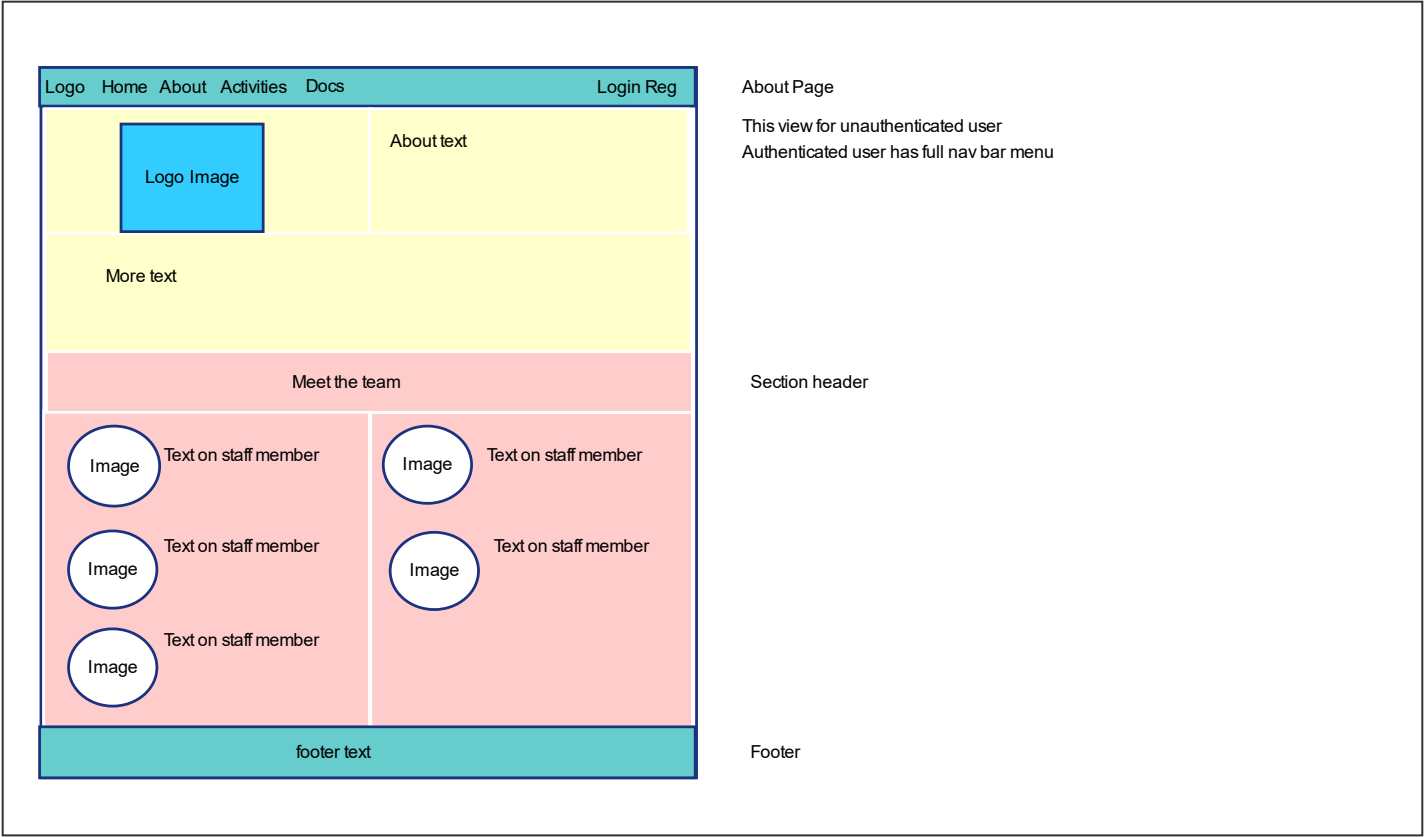 Logo Home About Activities Docs Login Reg
About Page
This view for unauthenticated user
Authenticated user has full nav bar menu
Logo Image
About text
More text
Meet the team
Section header
Image Text on staff member
Image Text on staff member
Image Text on staff member
Image Text on staff member
Image Text on staff member
footer text
Footer